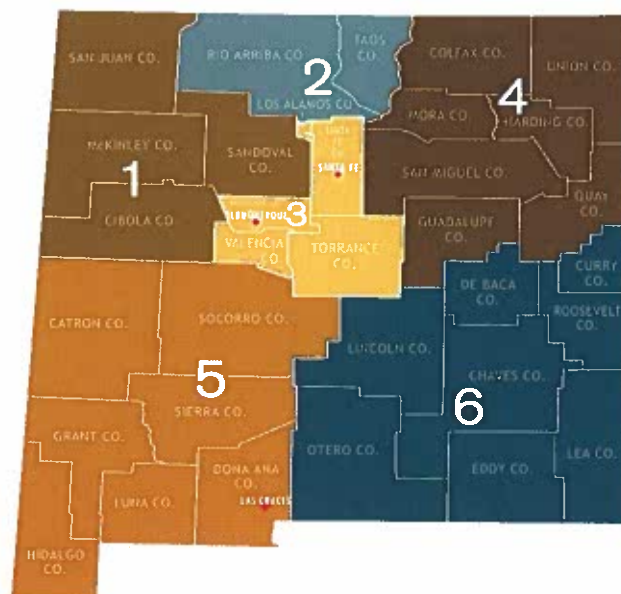 SAN JUAN CO.
RIO ARRIBA CO.
TAOS
CO.
2
LOS ALAMOS CO.
COLFAX CO.
UNION CO.
4
MORA CO.
HARDING CO.
McKINLEY CO.
1
SANDOVAL
CO.
SANTA FE
SAN MIGUEL CO.
CIBOLA CO.
3
GUADALUPE
CO.
QUAY
CO.
VALENCIA
CO.
TORRANCE
CO.
CURRY
CO.
DE BACA
CO.
ROOSEVELT
CO.
CATRON CO.
SOCORRO CO.
LINCOLN CO.
5
CHAVES CO.
6
SIERRA CO.
GRANT CO.
OTERO CO.
LEA CO.
EDDY CO.
DONA ANA
CO.
LAS CRUCES
LUNA CO.
HIDALGO
CO.